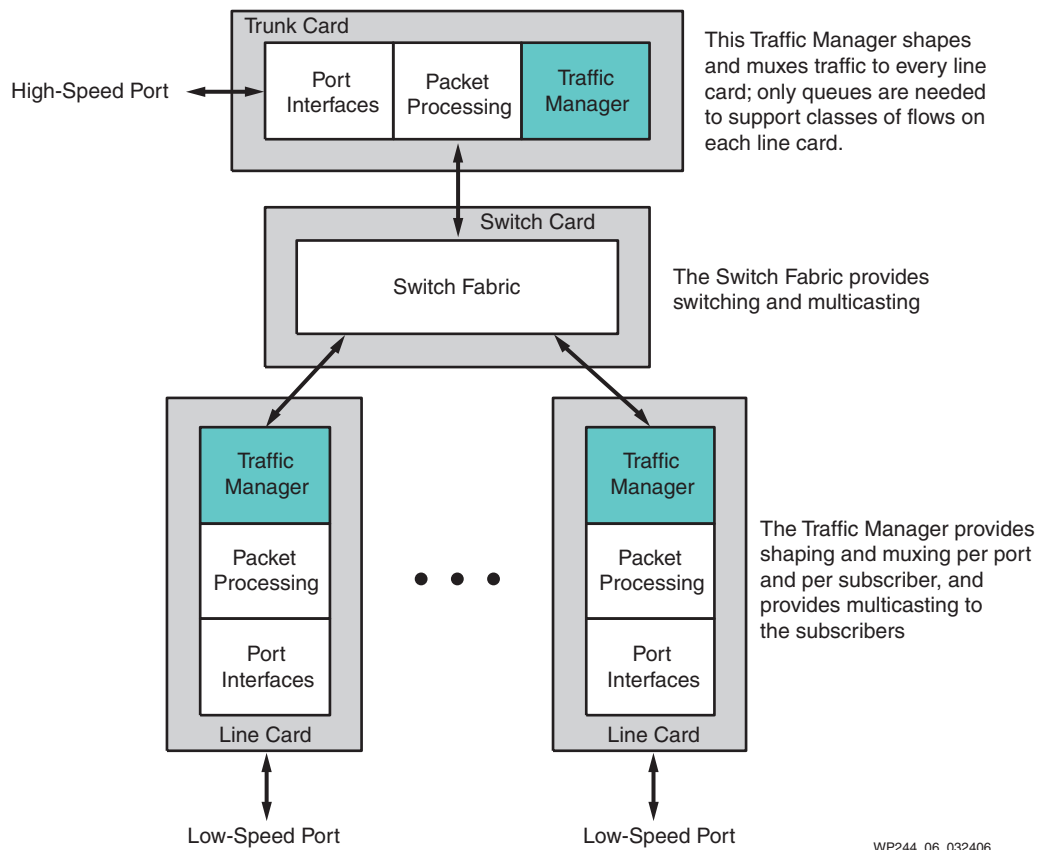 Trunk Card
High-Speed Port
Port
Interfaces
Packet
Processing
Traffic
Manager
This Traffic Manager shapes
and muxes traffic to every line
card; only queues are needed
to support classes of flows on
each line card.
Switch Card
Switch Fabric
The Switch Fabric provides
switching and multicasting
Traffic
Manager
Packet
Processing
Port
Interfaces
Line Card
Low-Speed Port
Traffic
Manager
Packet
Processing
Port
Interfaces
Line Card
Low-Speed Port
The Traffic Manager provides
shaping and muxing per port
and per subscriber, and
provides multicasting to
the subscribers
WP244_06_032406